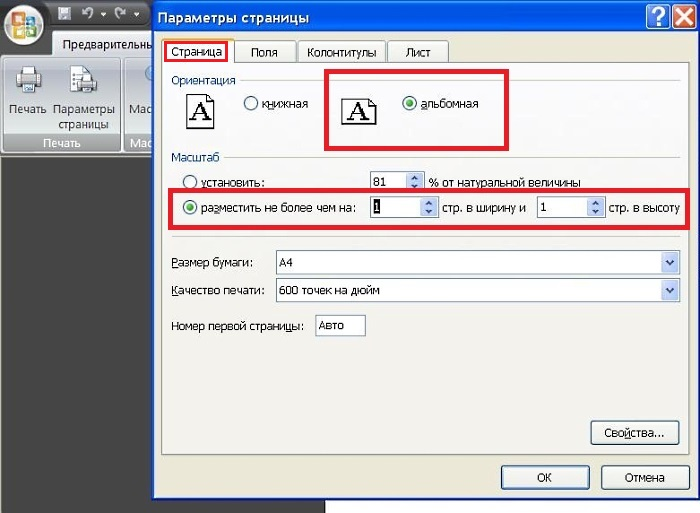 Параметры страницы
Предварительны
Печать
Параметры страницы
Мас
Печать
Мас
Страница
Поля
Колонтитулы
Лист
Ориентация
A
книжная
A
альбомная
Масштаб
установить: 81 % от натуральной величины
разместить не более чем на: 1 стр. в ширину и 1 стр. в высоту
Размер бумаги: A4
Качество печати: 600 точек на дюйм
Номер первой страницы: Авто
Свойства...
ОК
Отмена